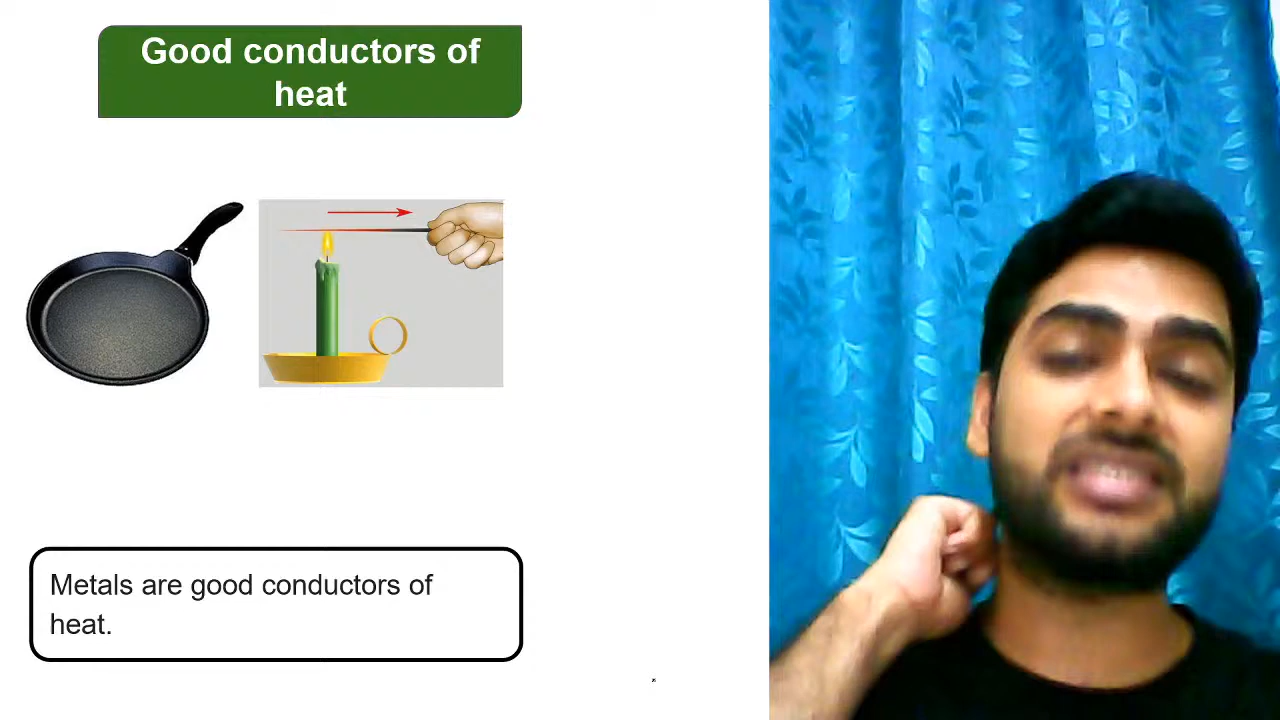 Good conductors of
heat
Metals are good conductors of
heat.